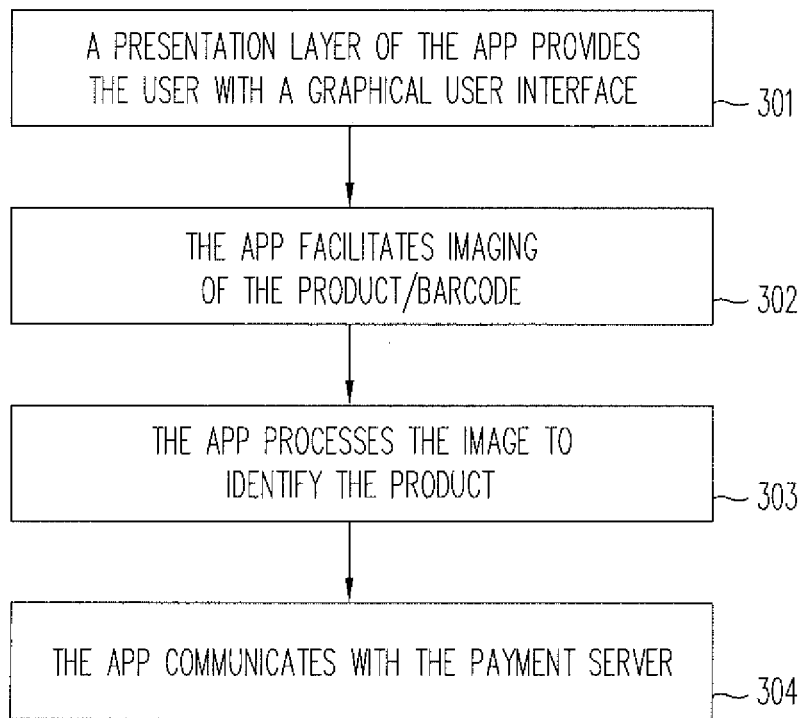 A PRESENTATION LAYER OF THE APP PROVIDES
THE USER WITH A GRAPHICAL USER INTERFACE
301
THE APP FACILITATES IMAGING
OF THE PRODUCT/BARCODE
302
THE APP PROCESSES THE IMAGE TO
IDENTIFY THE PRODUCT
303
THE APP COMMUNICATES WITH THE PAYMENT SERVER
304